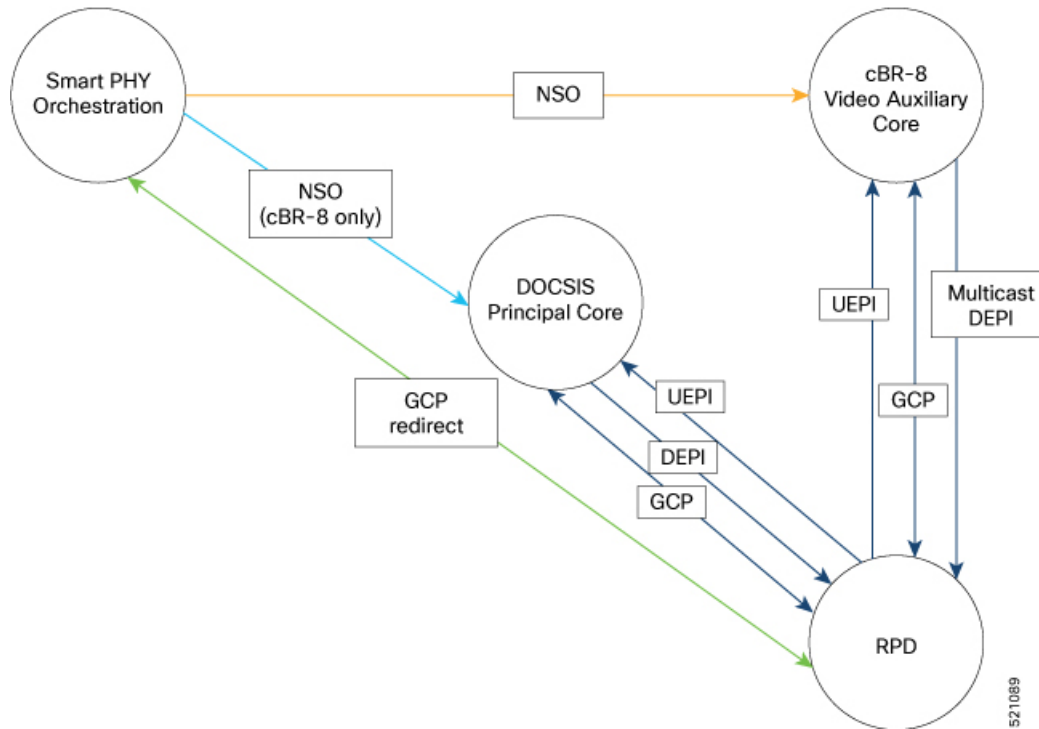 Smart PHY
Orchestration
NSO
cBR-8
Video Auxiliary
Core
NSO
(cBR-8 only)
DOCSIS
Principal Core
UEPI
Multicast
DEPI
GCP
redirect
UEPI
GCP
DEPI
GCP
RPD
521089